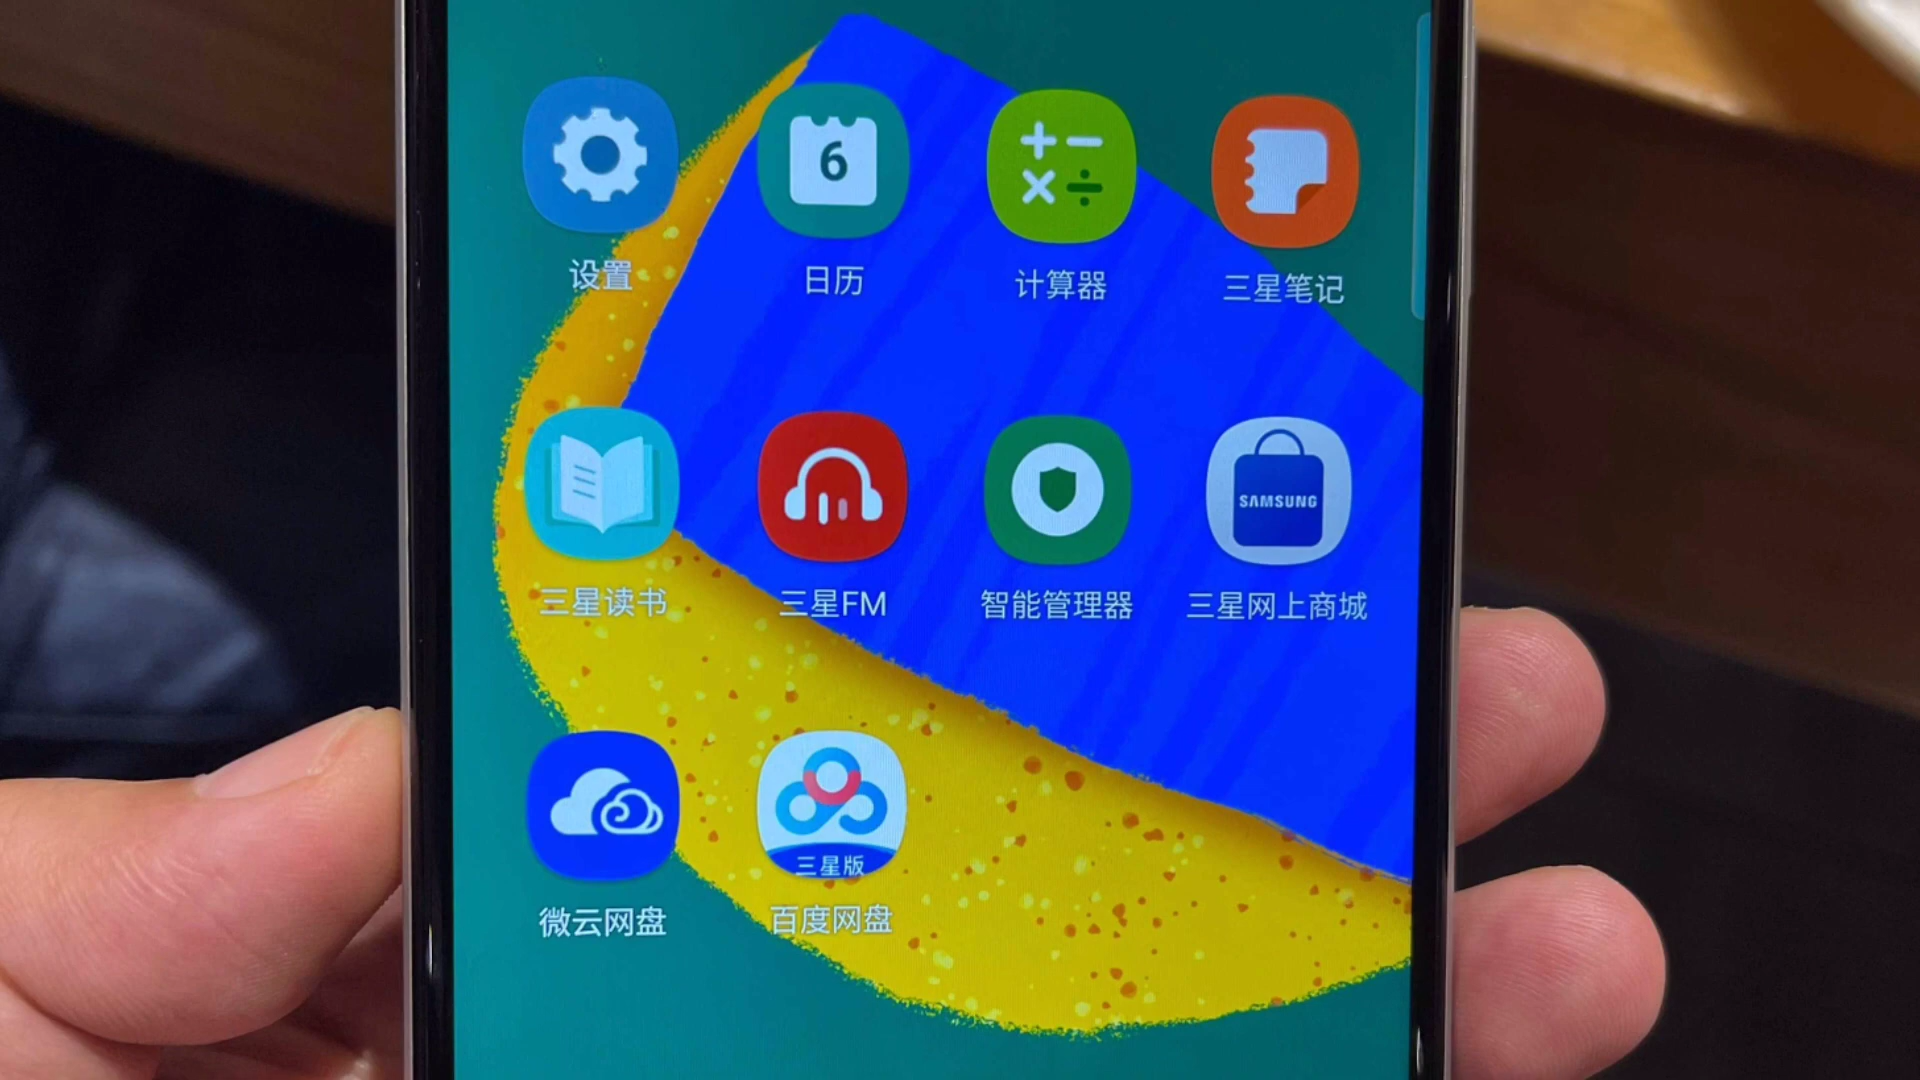 6
设置
日历
计算器
三星笔记
SAMSUNG
三星读书
三星FM
智能管理器
三星网上商城
三星版
微云网盘
百度网盘